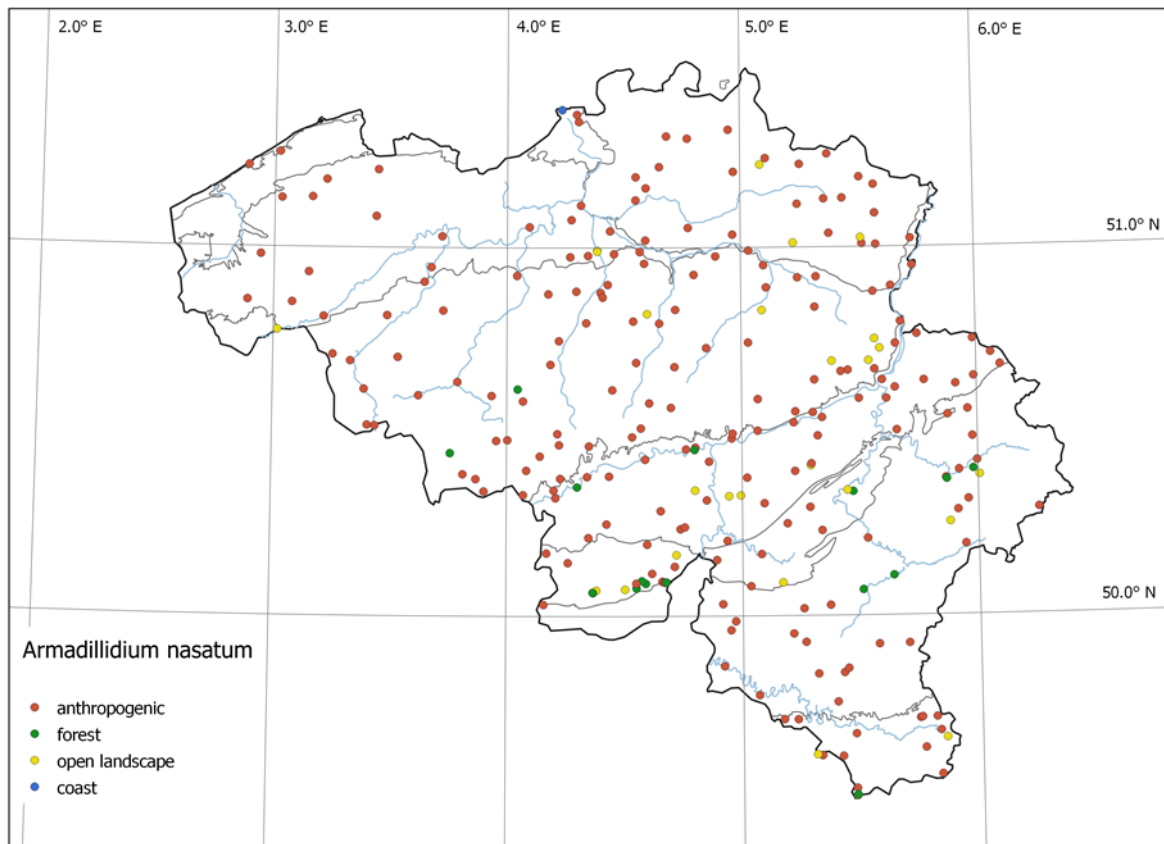 2.0° E
3.0° E
4.0° E
5.0° E
6.0° E
51.0° N
50.0° N
Armadillidium nasatum
anthropogenic
forest
open landscape
coast